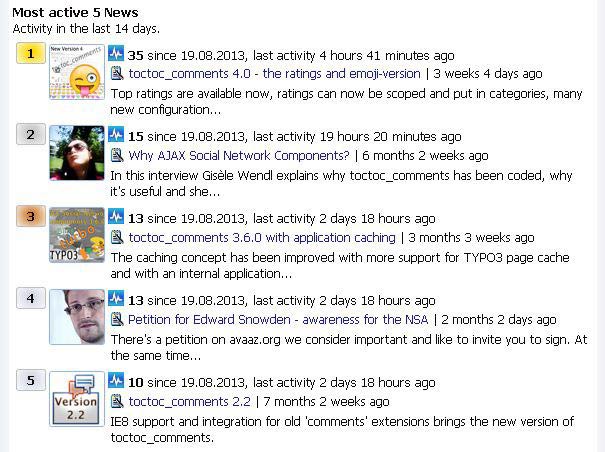 Most active 5 News
Activity in the last 14 days.
1
New Version 4
toctoc_comments
35 since 19.08.2013, last activity 4 hours 41 minutes ago
toctoc_comments 4.0 - the ratings and emoji-version | 3 weeks 4 days ago
Top ratings are available now, ratings can now be scoped and put in categories, many
new configuration...
2
15 since 19.08.2013, last activity 19 hours 20 minutes ago
Why AJAX Social Network Components? | 6 months 2 weeks ago
In this interview Gisèle Wendl explains why toctoc_comments has been coded, why
it's useful and she...
3
TYPO3
13 since 19.08.2013, last activity 2 days 18 hours ago
toctoc_comments 3.6.0 with application caching | 3 months 3 weeks ago
The caching concept has been improved with more support for TYPO3 page cache
and with an internal application...
4
13 since 19.08.2013, last activity 2 days 18 hours ago
Petition for Edward Snowden - awareness for the NSA | 2 months 2 days ago
There's a petition on avaaz.org we consider important and like to invite you to sign. At
the same time...
5
Version
2.2
10 since 19.08.2013, last activity 2 days 18 hours ago
toctoc_comments 2.2 | 7 months 2 weeks ago
IE8 support and integration for old 'comments' extensions brings the new version of
toctoc_comments.